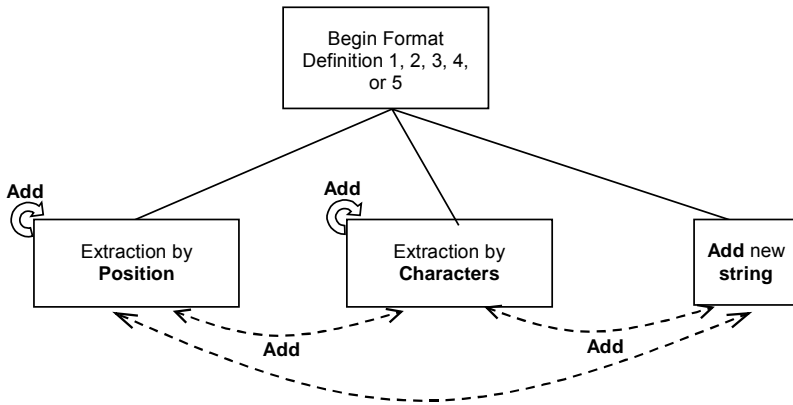 Begin Format
Definition 1, 2, 3, 4,
or 5
Add
Add
Extraction by
Position
Extraction by
Characters
Add new
string
Add
Add